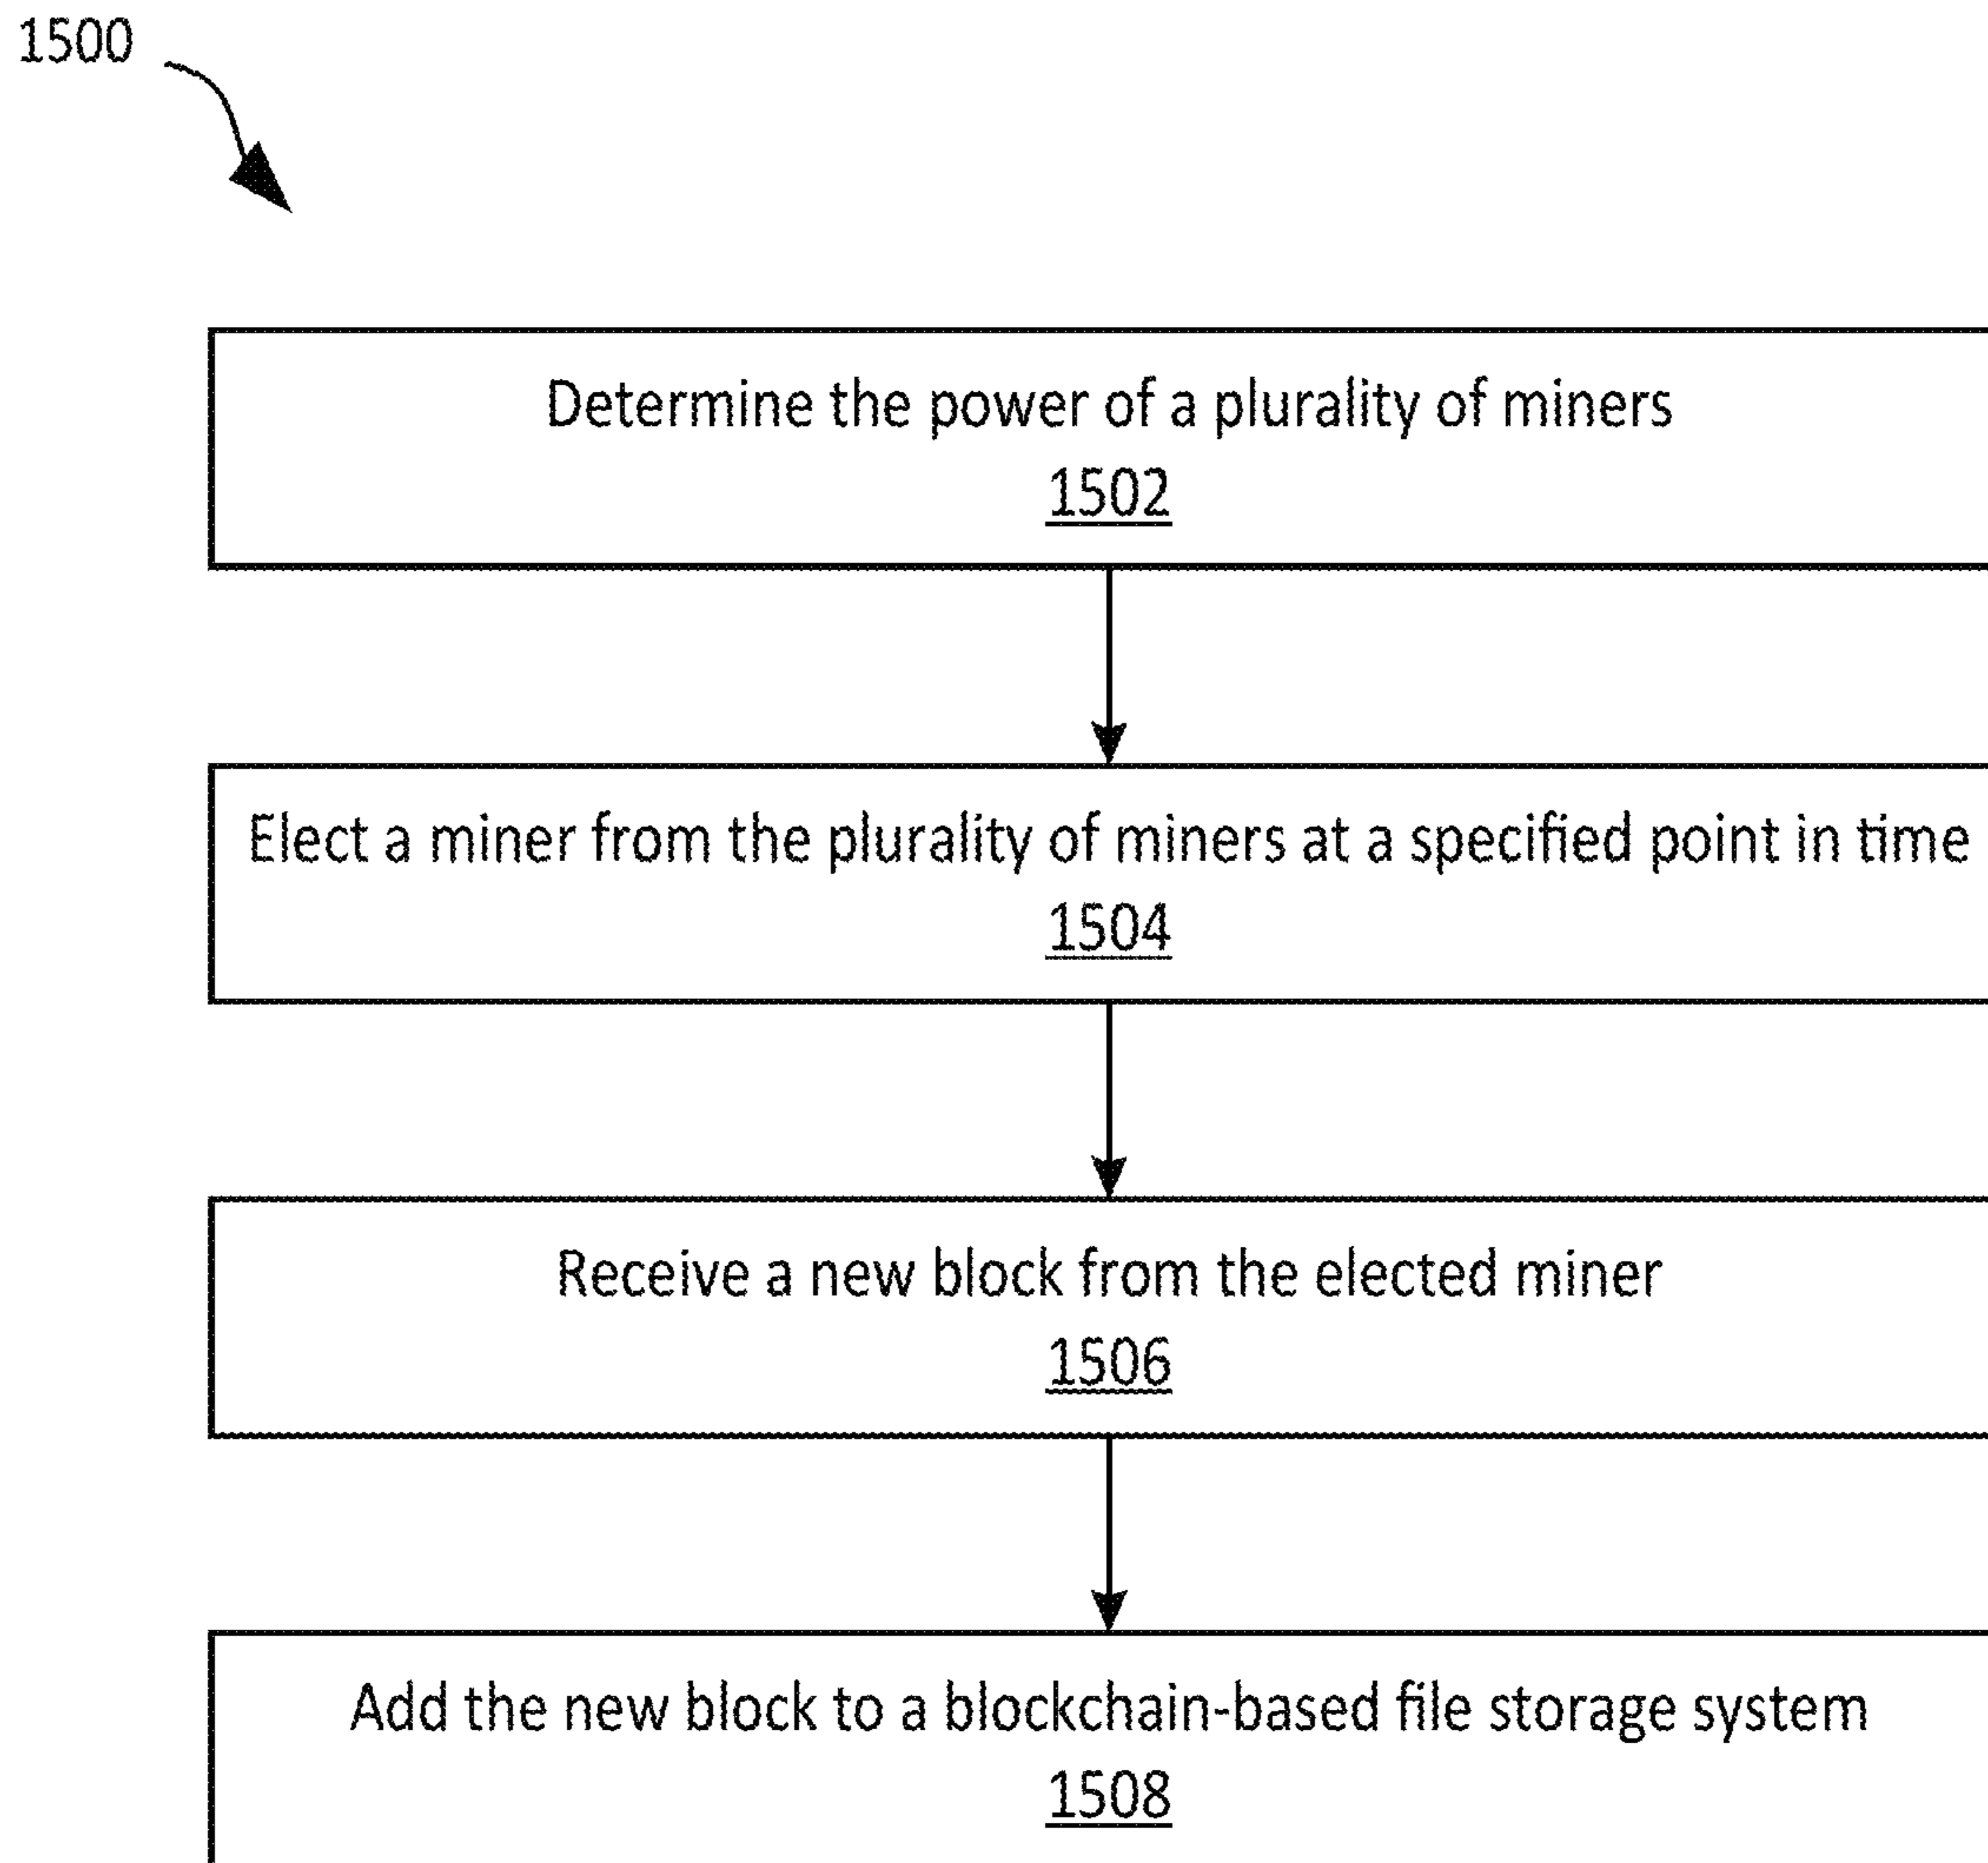 1500
Determine the power of a plurality of miners
1502
Elect a miner from the plurality of miners at a specified point in time
1504
Receive a new block from the elected miner
1506
Add the new block to a blockchain-based file storage system
1508